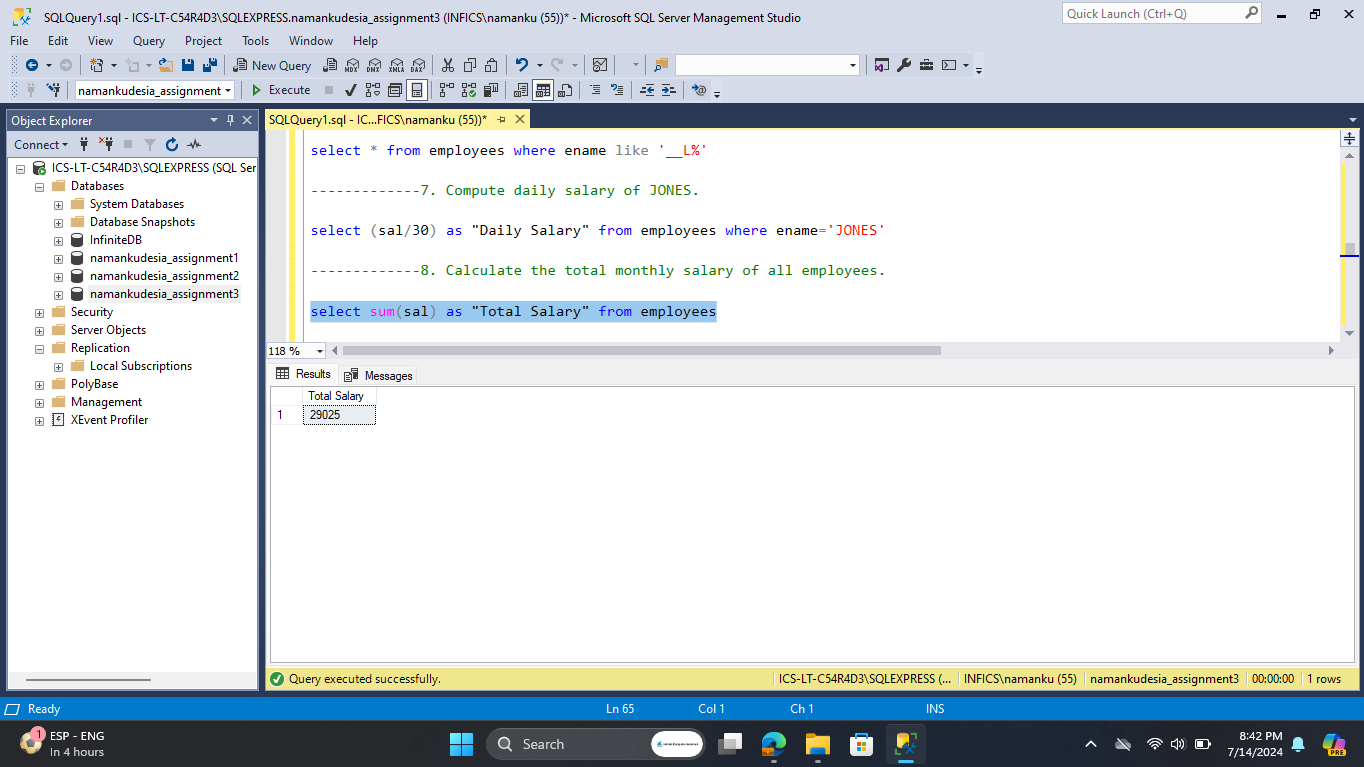 SQLQuery1.sql - ICS-LT-C54R4D3\SQLEXPRESS.namankudesia_assignment3 (INFICS\namanku (55))* - Microsoft SQL Server Management Studio
Quick Launch (Ctrl+Q)
File Edit View Query Project Tools Window Help
New Query MDX DMX XMLA DAX
namankudesia_assignment Execute
Object Explorer
Connect
ICS-LT-C54R4D3\SQLEXPRESS (SQL Ser
Databases
System Databases
Database Snapshots
InfiniteDB
namankudesia_assignment1
namankudesia_assignment2
namankudesia_assignment3
Security
Server Objects
Replication
Local Subscriptions
PolyBase
Management
XEvent Profiler
SQLQuery1.sql - IC...FICS\namanku (55))*
select * from employees where ename like '__L%'
-------------7. Compute daily salary of JONES.
select (sal/30) as "Daily Salary" from employees where ename='JONES'
-------------8. Calculate the total monthly salary of all employees.
select sum(sal) as "Total Salary" from employees
118 %
Results Messages
Total Salary
1 29025
Query executed successfully.
ICS-LT-C54R4D3\SQLEXPRESS (... INFICS\namanku (55) namankudesia_assignment3 00:00:00 1 rows
Ready Ln 65 Col 1 Ch 1 INS
1
ESP - ENG
In 4 hours
Search
8:42 PM
7/14/2024
PRE